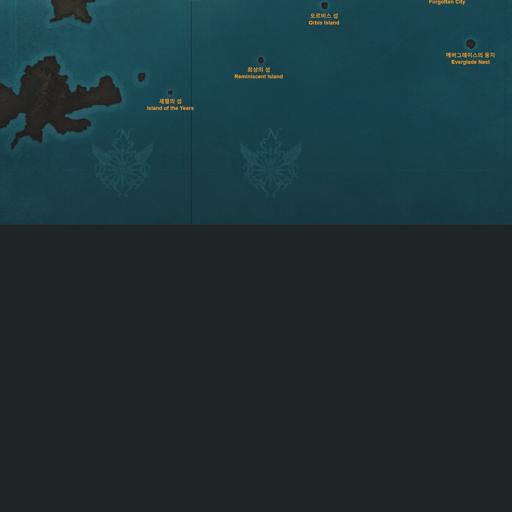 Forgotten City
오르비스 섬
Orbis Island
에버그레이스의 둥지
Everglade Nest
회상의 섬
Reminiscent Island
세월의 섬
Island of the Years
N
N